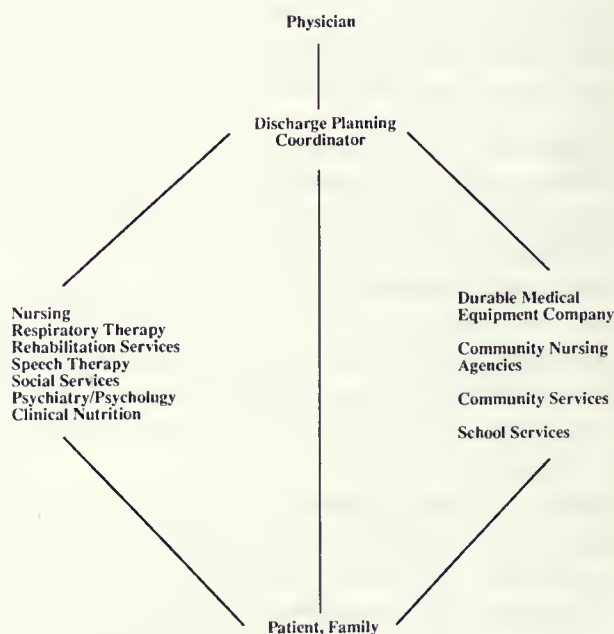 Physician
Discharge Planning
Coordinator
Nursing
Respiratory Therapy
Rehabilitation Services
Speech Therapy
Social Services
Psychiatry/Psychology
Clinical Nutrition
Durable Medical
Equipment Company
Community Nursing
Agencies
Community Services
School Services
Patient, Family